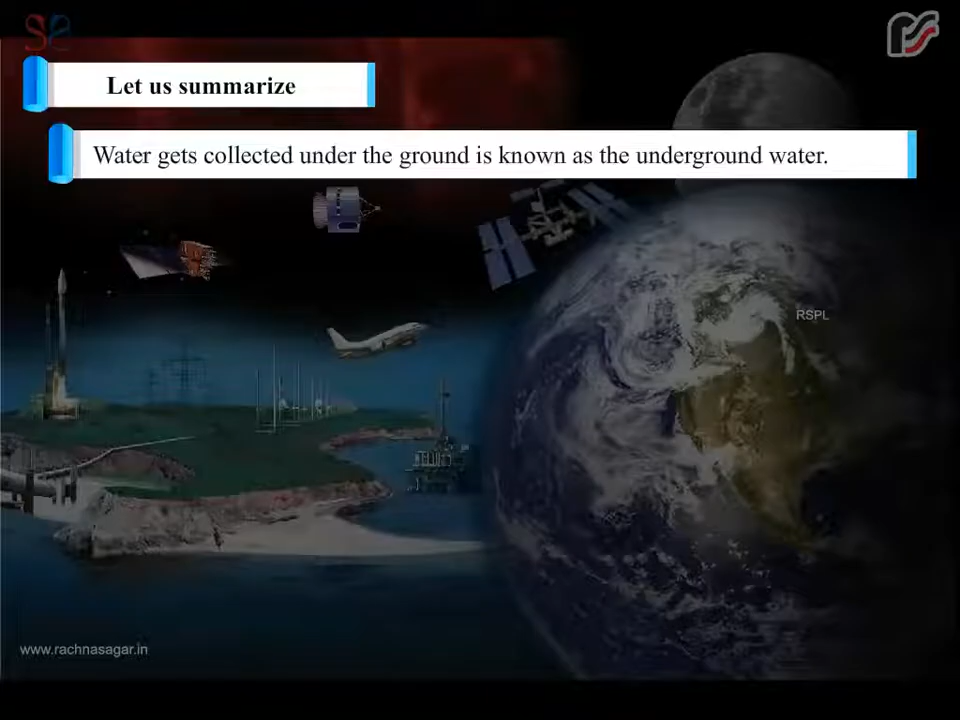 Let us summarize
Water gets collected under the ground is known as the underground water.
RSPL
www.rachnasagar.in